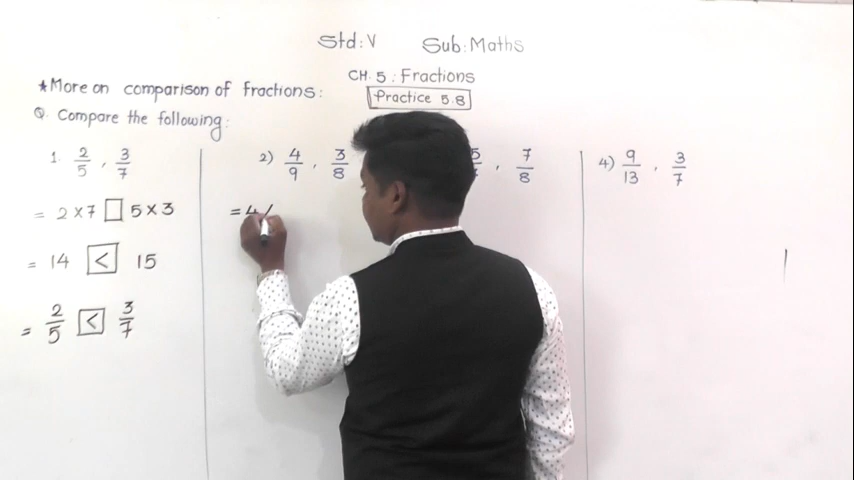 Std: V Sub: Maths
CH. 5 : Fractions
*More on comparison of fractions:
Practice 5.8
Q. Compare the following:
1. 2/5 , 3/7
= 2 × 7 □ 5 × 3
= 14 < 15
= 2/5 < 3/7
2) 4/9 , 3/8
= 4
5 , 7/8
4) 9/13 , 3/7